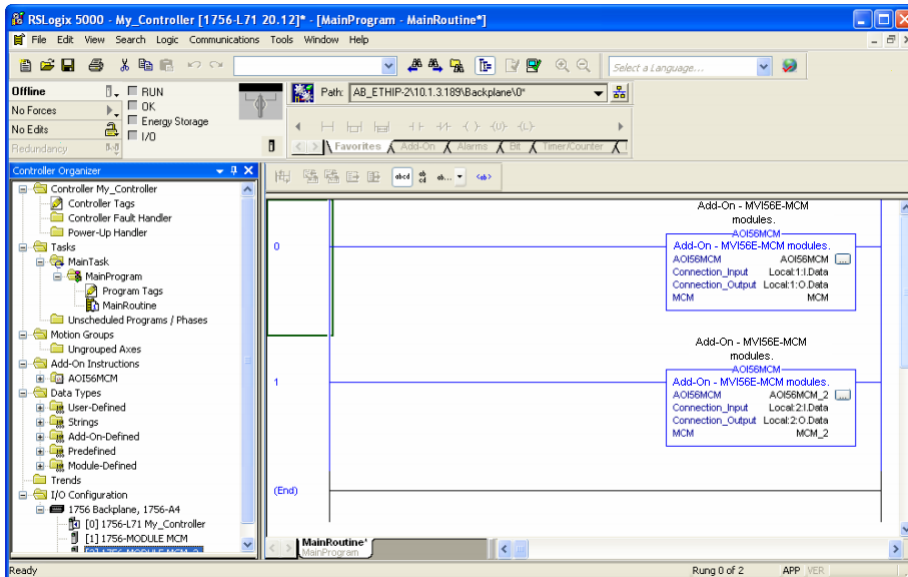 RSLogix 5000 - My_Controller [1756-L71 20.12]* - [MainProgram - MainRoutine*]
File Edit View Search Logic Communications Tools Window Help
Select a Language...
Offline
RUN
No Forces
OK
No Edits
Energy Storage
Redundancy
I/O
Path: AB_ETHIP-2\10.1.3.189\Backplane\0*
Favorites Add-On Alarms Bit Timer/Counter
Controller Organizer
Controller My_Controller
Controller Tags
Controller Fault Handler
Power-Up Handler
Tasks
MainTask
MainProgram
Program Tags
MainRoutine
Unscheduled Programs / Phases
Motion Groups
Ungrouped Axes
Add-On Instructions
AOI56MCM
Data Types
User-Defined
Strings
Add-On-Defined
Predefined
Module-Defined
Trends
I/O Configuration
1756 Backplane, 1756-A4
[0] 1756-L71 My_Controller
[1] 1756-MODULE MCM
[2] 1756-MODULE MCM_2
0
Add-On - MVI56E-MCM
modules.
AOI56MCM
Add-On - MVI56E-MCM modules.
AOI56MCM AOI56MCM ...
Connection_Input Local:1:I.Data
Connection_Output Local:1:O.Data
MCM MCM
1
Add-On - MVI56E-MCM
modules.
AOI56MCM
Add-On - MVI56E-MCM modules.
AOI56MCM AOI56MCM_2 ...
Connection_Input Local:2:I.Data
Connection_Output Local:2:O.Data
MCM MCM_2
(End)
MainRoutine*
MainProgram
Ready
Rung 0 of 2 APP VER